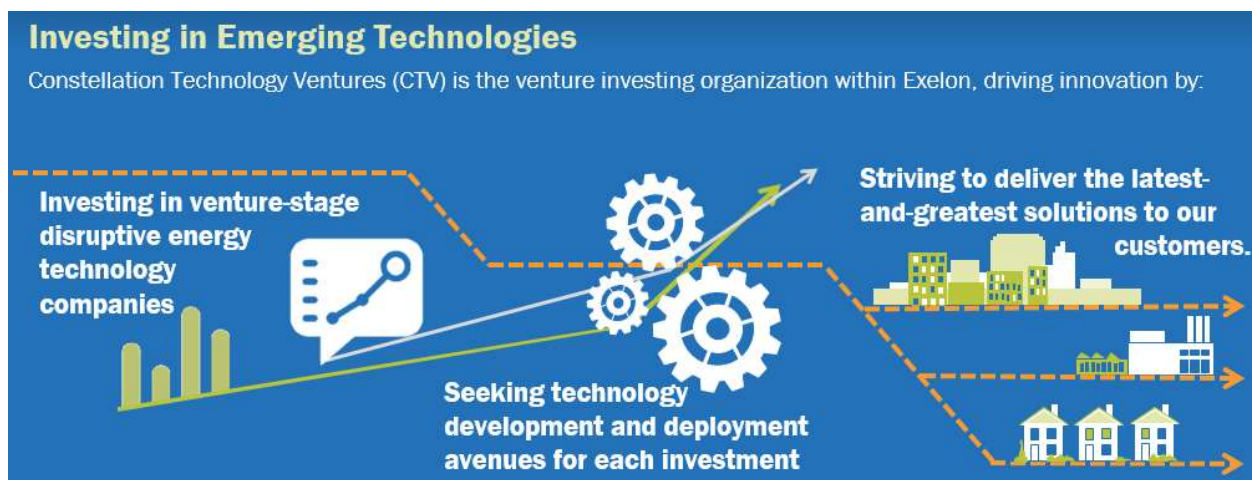 Investing in Emerging Technologies
Constellation Technology Ventures (CTV) is the venture investing organization within Exelon, driving innovation by:
Investing in venture-stage
disruptive energy
technology
companies
Seeking technology
development and deployment
avenues for each investment
Striving to deliver the latest-
and-greatest solutions to our
customers.